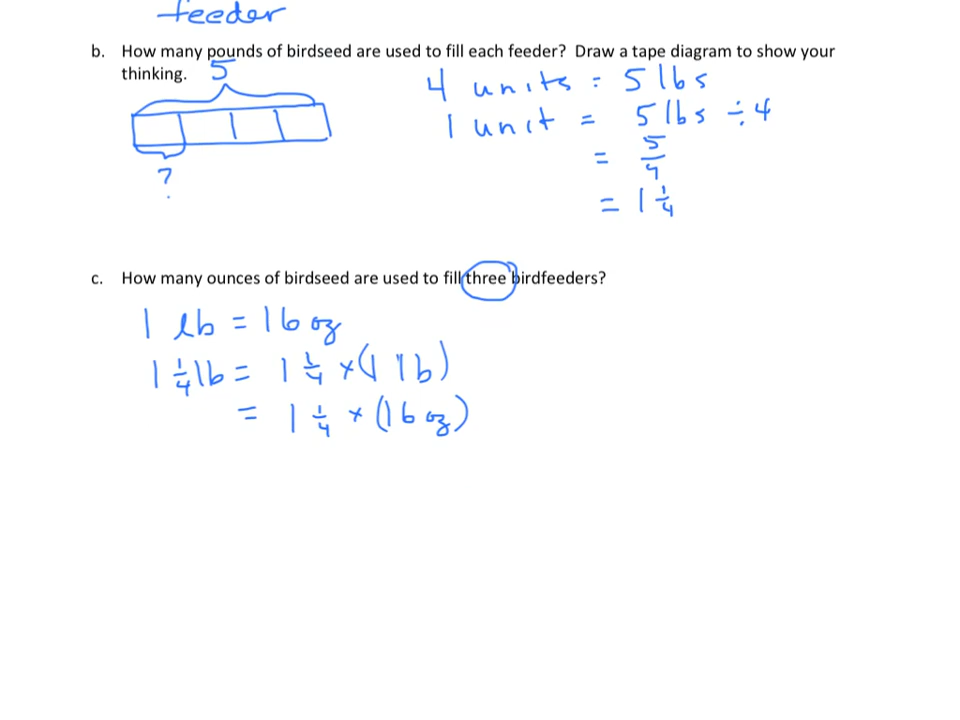 feeder
b. How many pounds of birdseed are used to fill each feeder? Draw a tape diagram to show your
thinking.
5
?
4 units = 5 lbs
1 unit = 5 lbs ÷ 4
= 5/4
= 1 1/4
c. How many ounces of birdseed are used to fill three birdfeeders?
1 lb = 16 oz
1 1/4 lb = 1 1/4 × (1 lb)
= 1 1/4 × (16 oz)